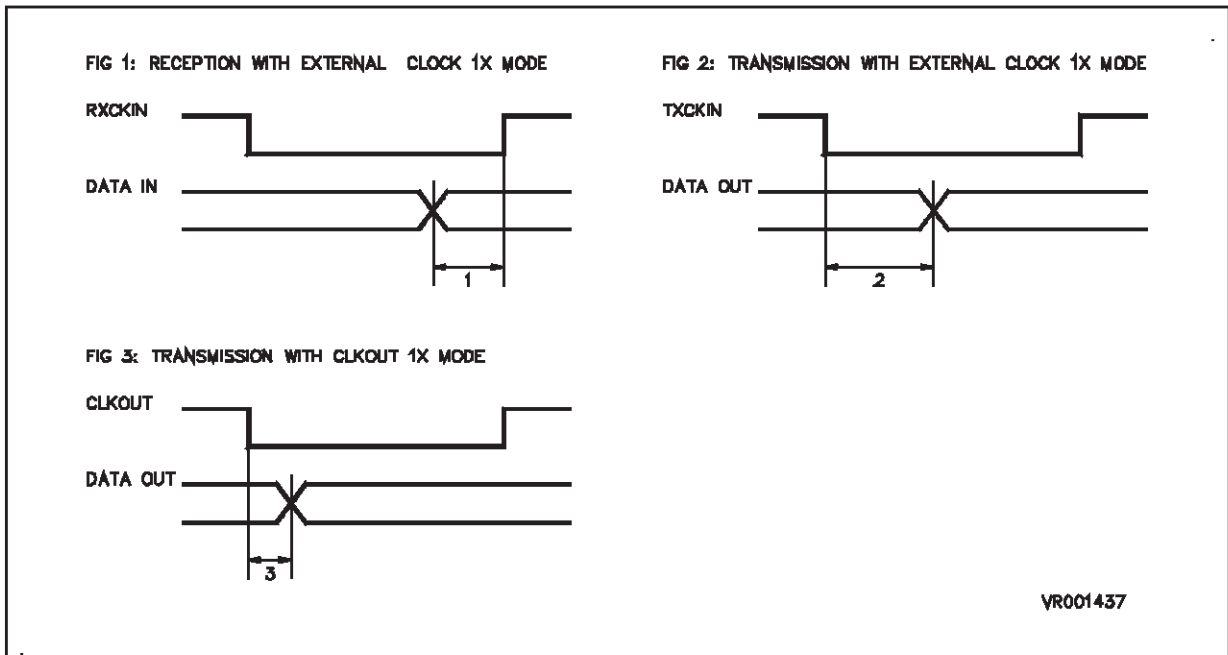 FIG 1: RECEPTION WITH EXTERNAL CLOCK 1X MODE
RXCKIN
DATA IN
1
FIG 2: TRANSMISSION WITH EXTERNAL CLOCK 1X MODE
TXCKIN
DATA OUT
2
FIG 3: TRANSMISSION WITH CLKOUT 1X MODE
CLKOUT
DATA OUT
3
VR001437